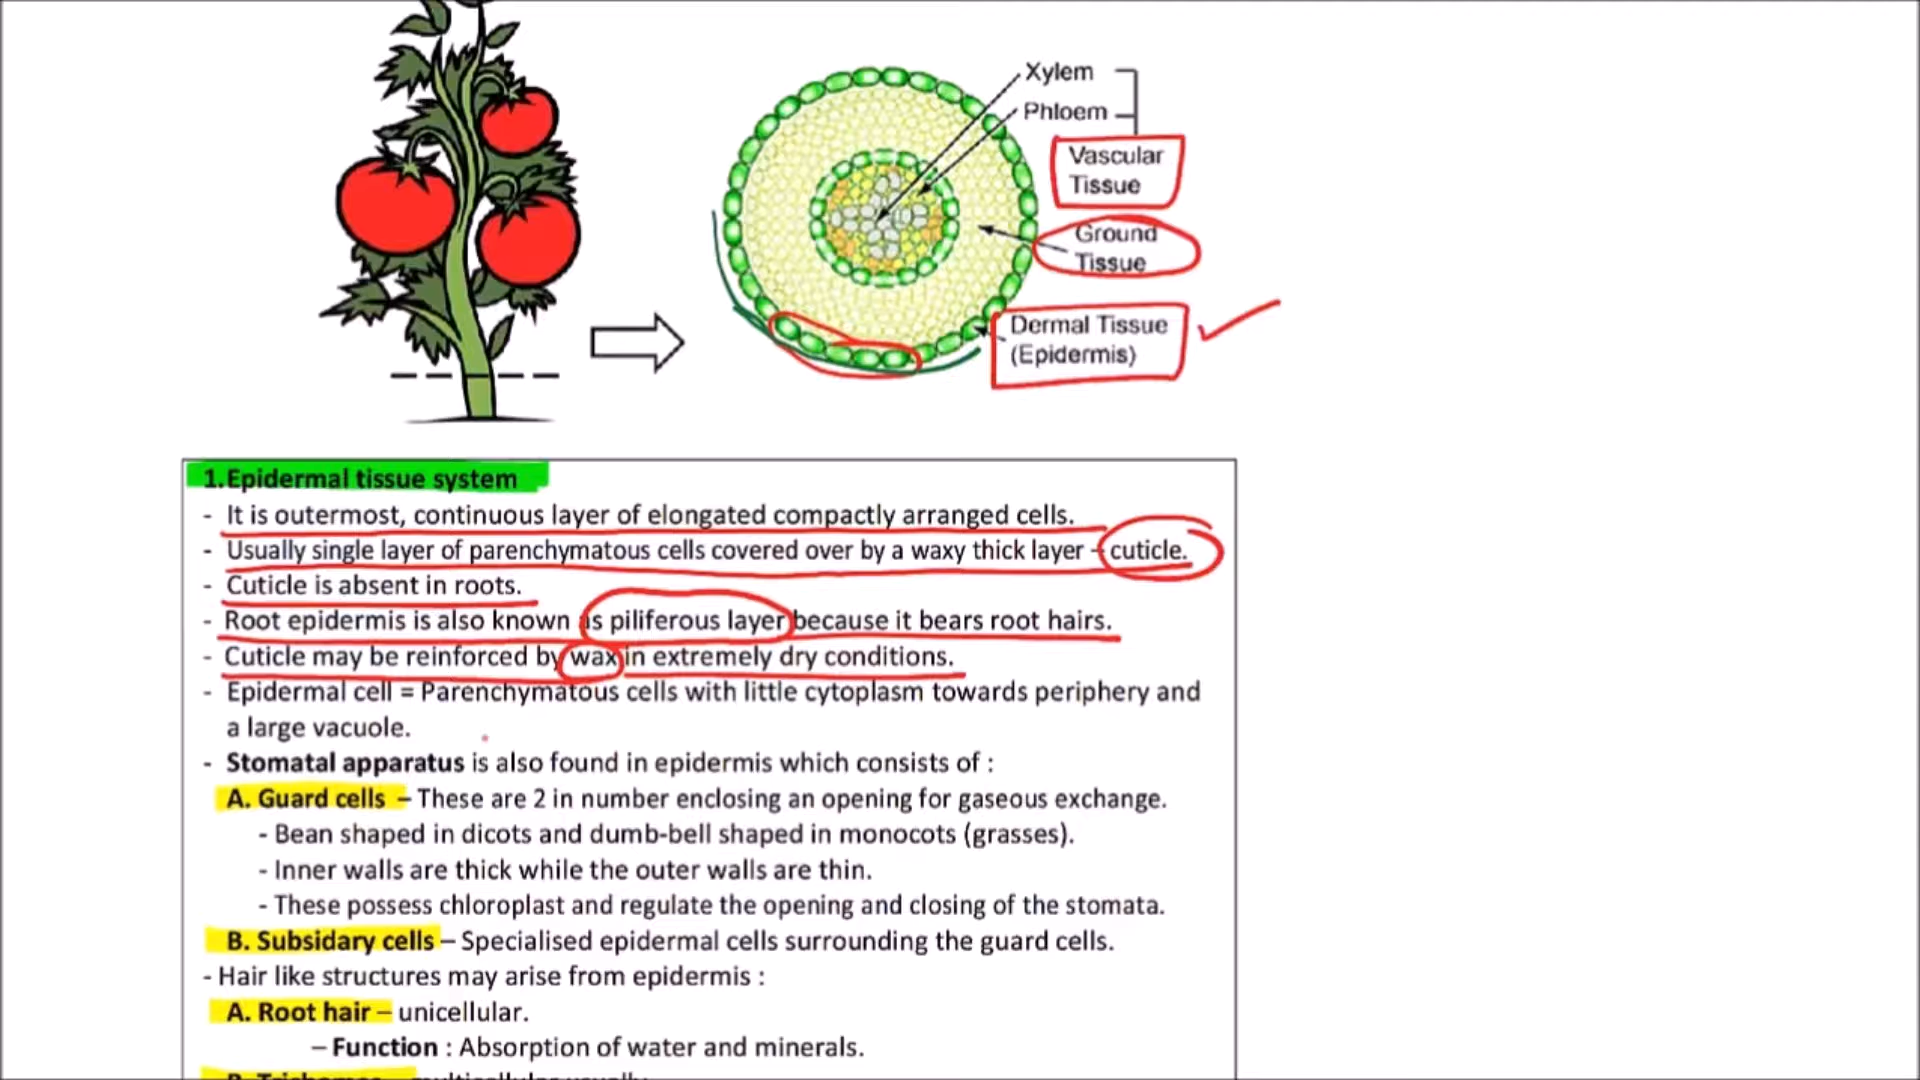 Xylem
Phloem
Vascular
Tissue
Ground
Tissue
Dermal Tissue
(Epidermis)
1.Epidermal tissue system
- It is outermost, continuous layer of elongated compactly arranged cells.
- Usually single layer of parenchymatous cells covered over by a waxy thick layer - cuticle.
- Cuticle is absent in roots.
- Root epidermis is also known as piliferous layer because it bears root hairs.
- Cuticle may be reinforced by wax in extremely dry conditions.
- Epidermal cell = Parenchymatous cells with little cytoplasm towards periphery and
a large vacuole.
- Stomatal apparatus is also found in epidermis which consists of :
A. Guard cells – These are 2 in number enclosing an opening for gaseous exchange.
- Bean shaped in dicots and dumb-bell shaped in monocots (grasses).
- Inner walls are thick while the outer walls are thin.
- These possess chloroplast and regulate the opening and closing of the stomata.
B. Subsidary cells – Specialised epidermal cells surrounding the guard cells.
- Hair like structures may arise from epidermis :
A. Root hair – unicellular.
– Function : Absorption of water and minerals.
B. Trichomes – multicellular usually